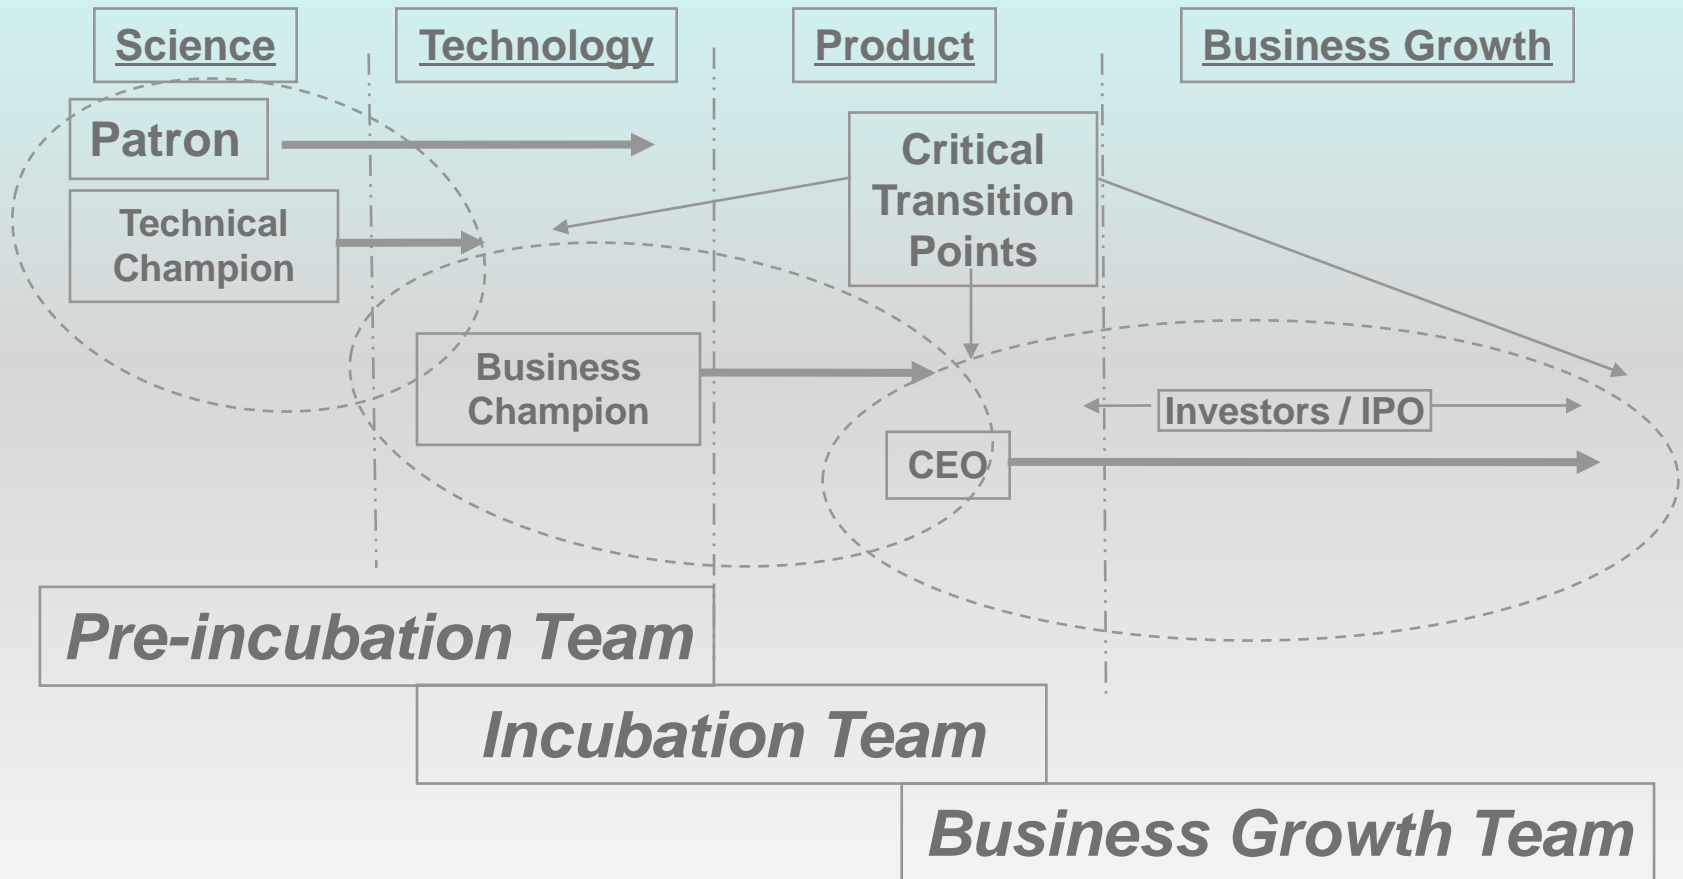 Science
Technology
Product
Business Growth
Patron
Technical
Champion
Critical
Transition
Points
Business
Champion
Investors / IPO
CEO
Pre-incubation Team
Incubation Team
Business Growth Team